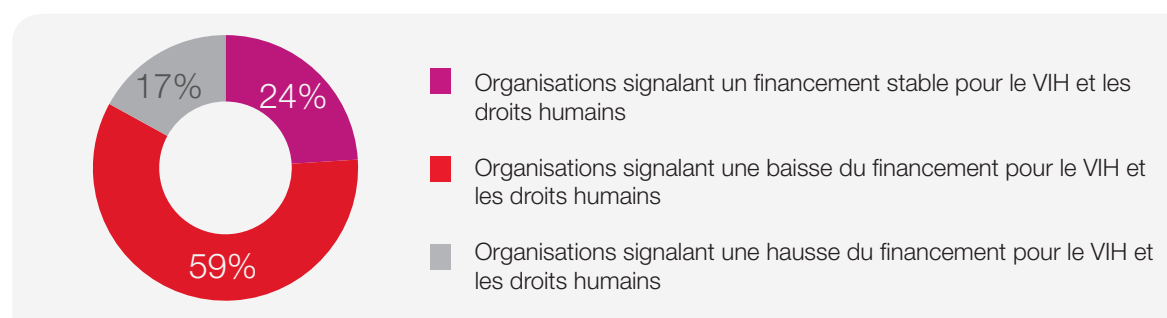 17%
24%
59%
Organisations signalant un financement stable pour le VIH et les
droits humains
Organisations signalant une baisse du financement pour le VIH et
les droits humains
Organisations signalant une hausse du financement pour le VIH et
les droits humains